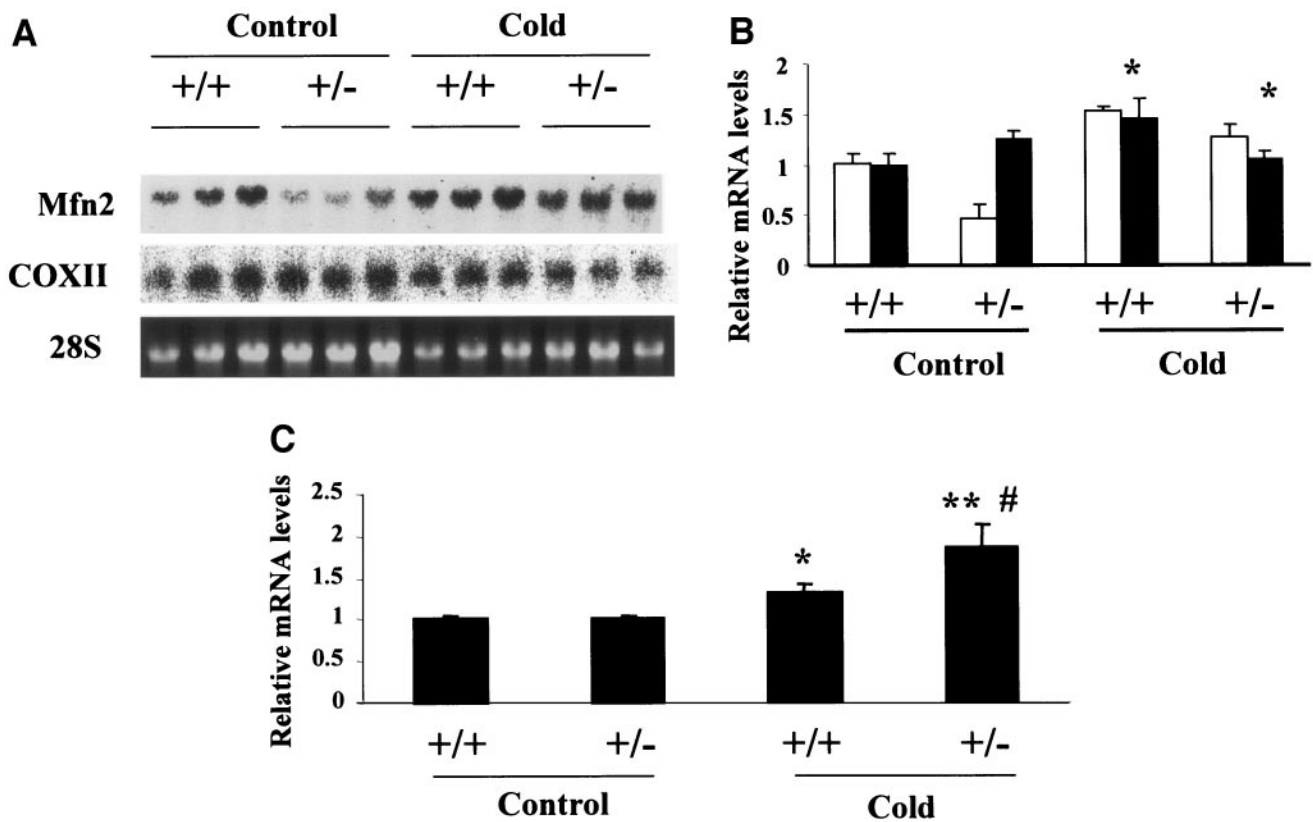 A
Control Cold
+/+ +/- +/+ +/-
Mfn2
COXII
28S
B
Relative mRNA levels
2
1.5
1
0.5
0
* *
+/+ +/- +/+ +/-
Control Cold
C
Relative mRNA levels
2.5
2
1.5
1
0.5
0
* ** #
+/+ +/- +/+ +/-
Control Cold